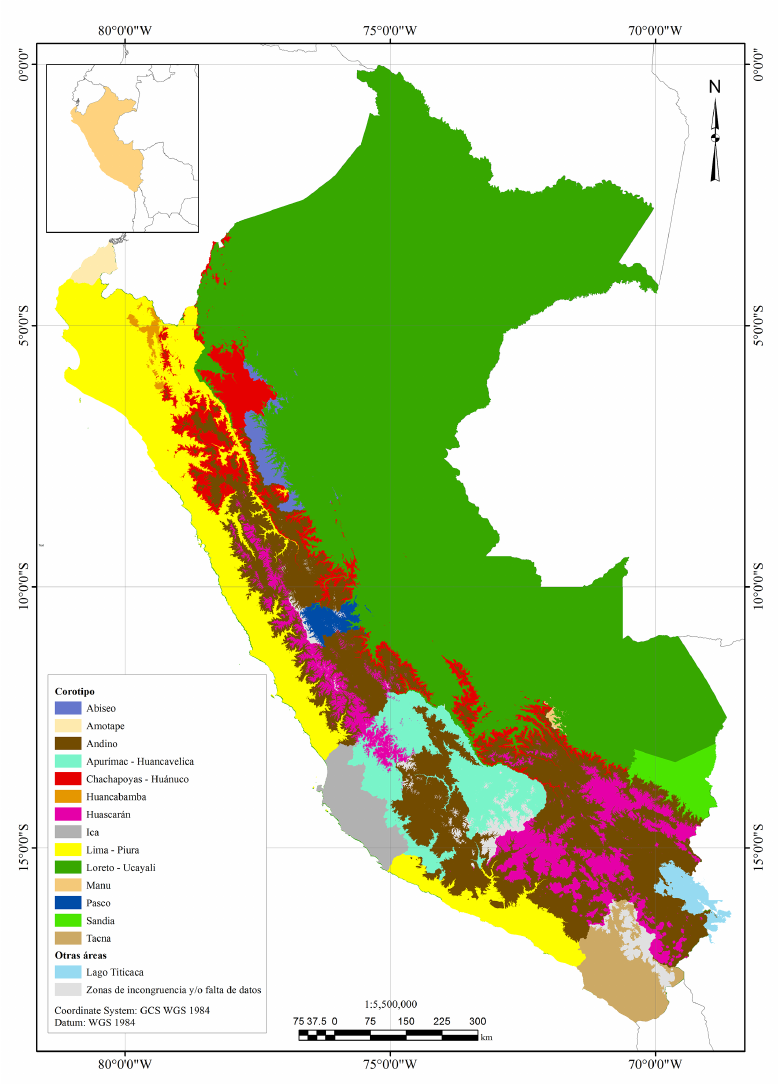 80°0'0"W 75°0'0"W 70°0'0"W
0°0'0" 0°0'0"
N
5°0'0"S 5°0'0"S
10°0'0"S 10°0'0"S
15°0'0"S 15°0'0"S
Corotipo
Abiseo
Amotape
Andino
Apurímac - Huancavelica
Chachapoyas - Huánuco
Huancabamba
Huascarán
Ica
Lima - Piura
Loreto - Ucayali
Manu
Pasco
Sandia
Tacna
Otras áreas
Lago Titicaca
Zonas de incongruencia y/o falta de datos
Coordinate System: GCS WGS 1984
Datum: WGS 1984
1:5,500,000
75 37.5 0 75 150 225 300
km
80°0'0"W 75°0'0"W 70°0'0"W